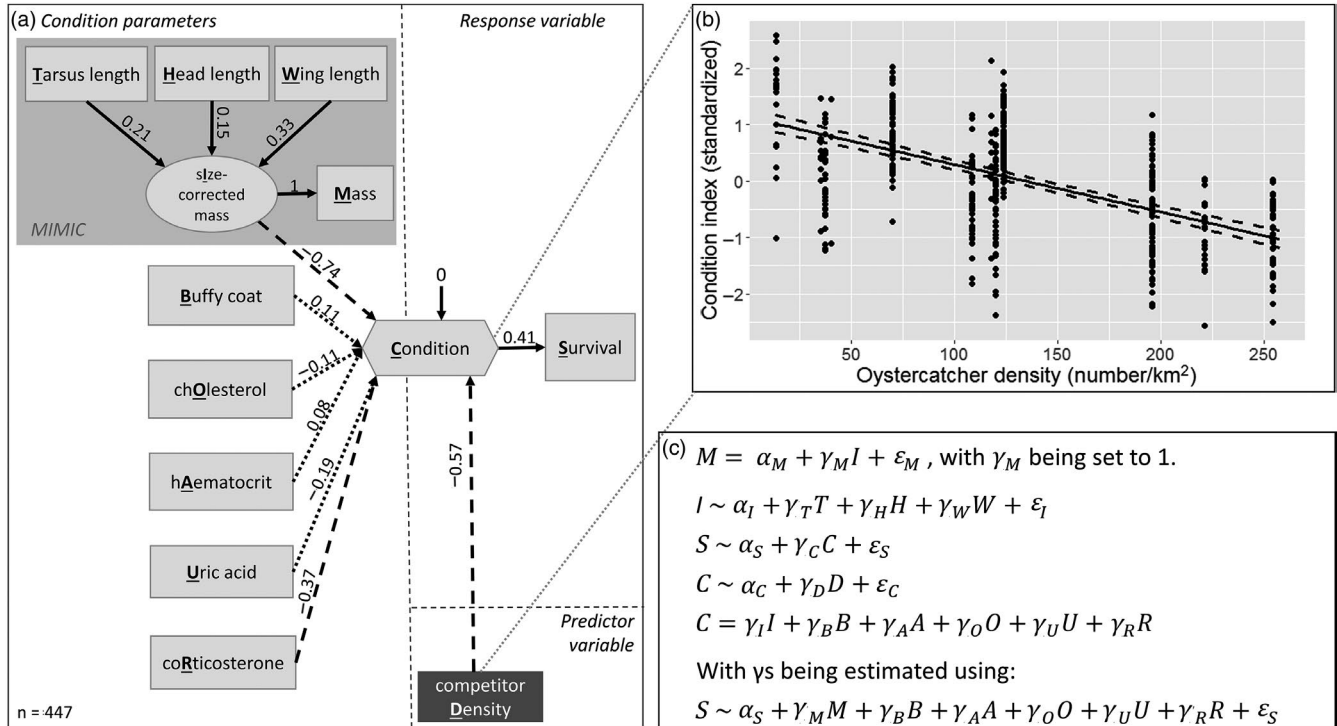 (a) Condition parameters
Response variable
Tarsus length
Head length
Wing length
0.21
0.15
0.33
sIze-
corrected
mass
1
Mass
MIMIC
−0.74
Buffy coat
0.11
chOlesterol
−0.11
hAematocrit
0.08
Uric acid
−0.19
coRticosterone
−0.37
0
Condition
0.41
Survival
−0.57
Predictor
variable
competitor
Density
n = 447
(b)
Condition index (standardized)
2
1
0
−1
−2
50 100 150 200 250
Oystercatcher density (number/km²)
(c) M = α_M + γ_M I + ε_M , with γ_M being set to 1.
I ~ α_I + γ_T T + γ_H H + γ_W W + ε_I
S ~ α_S + γ_C C + ε_S
C ~ α_C + γ_D D + ε_C
C = γ_I I + γ_B B + γ_A A + γ_O O + γ_U U + γ_R R
With γs being estimated using:
S ~ α_S + γ_M M + γ_B B + γ_A A + γ_O O + γ_U U + γ_R R + ε_S